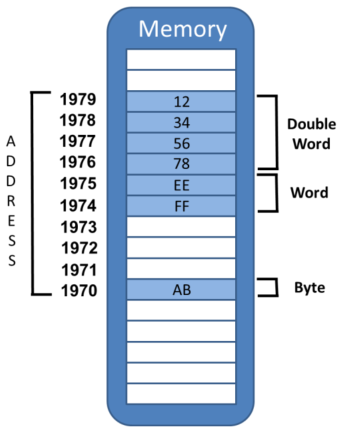 Memory
1979 12
1978 34
1977 56
1976 78
1975 EE
1974 FF
1973
1972
1971
1970 AB
ADDRESS
Double
Word
Word
Byte